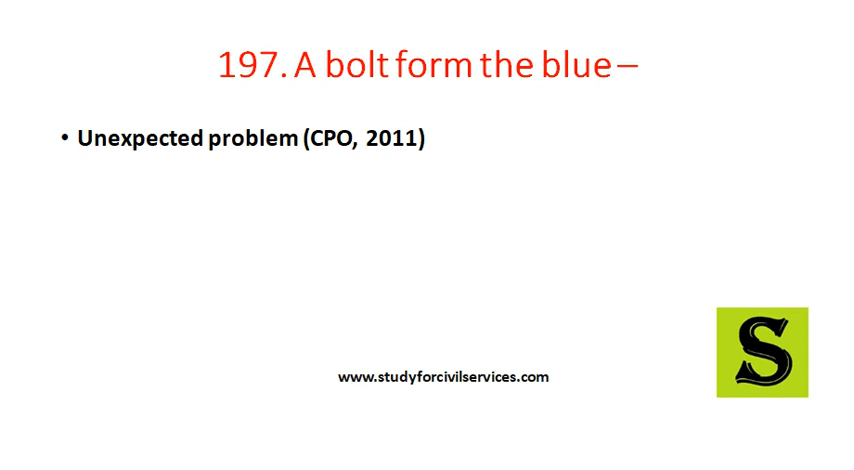 197. A bolt form the blue –
• Unexpected problem (CPO, 2011)
www.studyforcivilservices.com
S